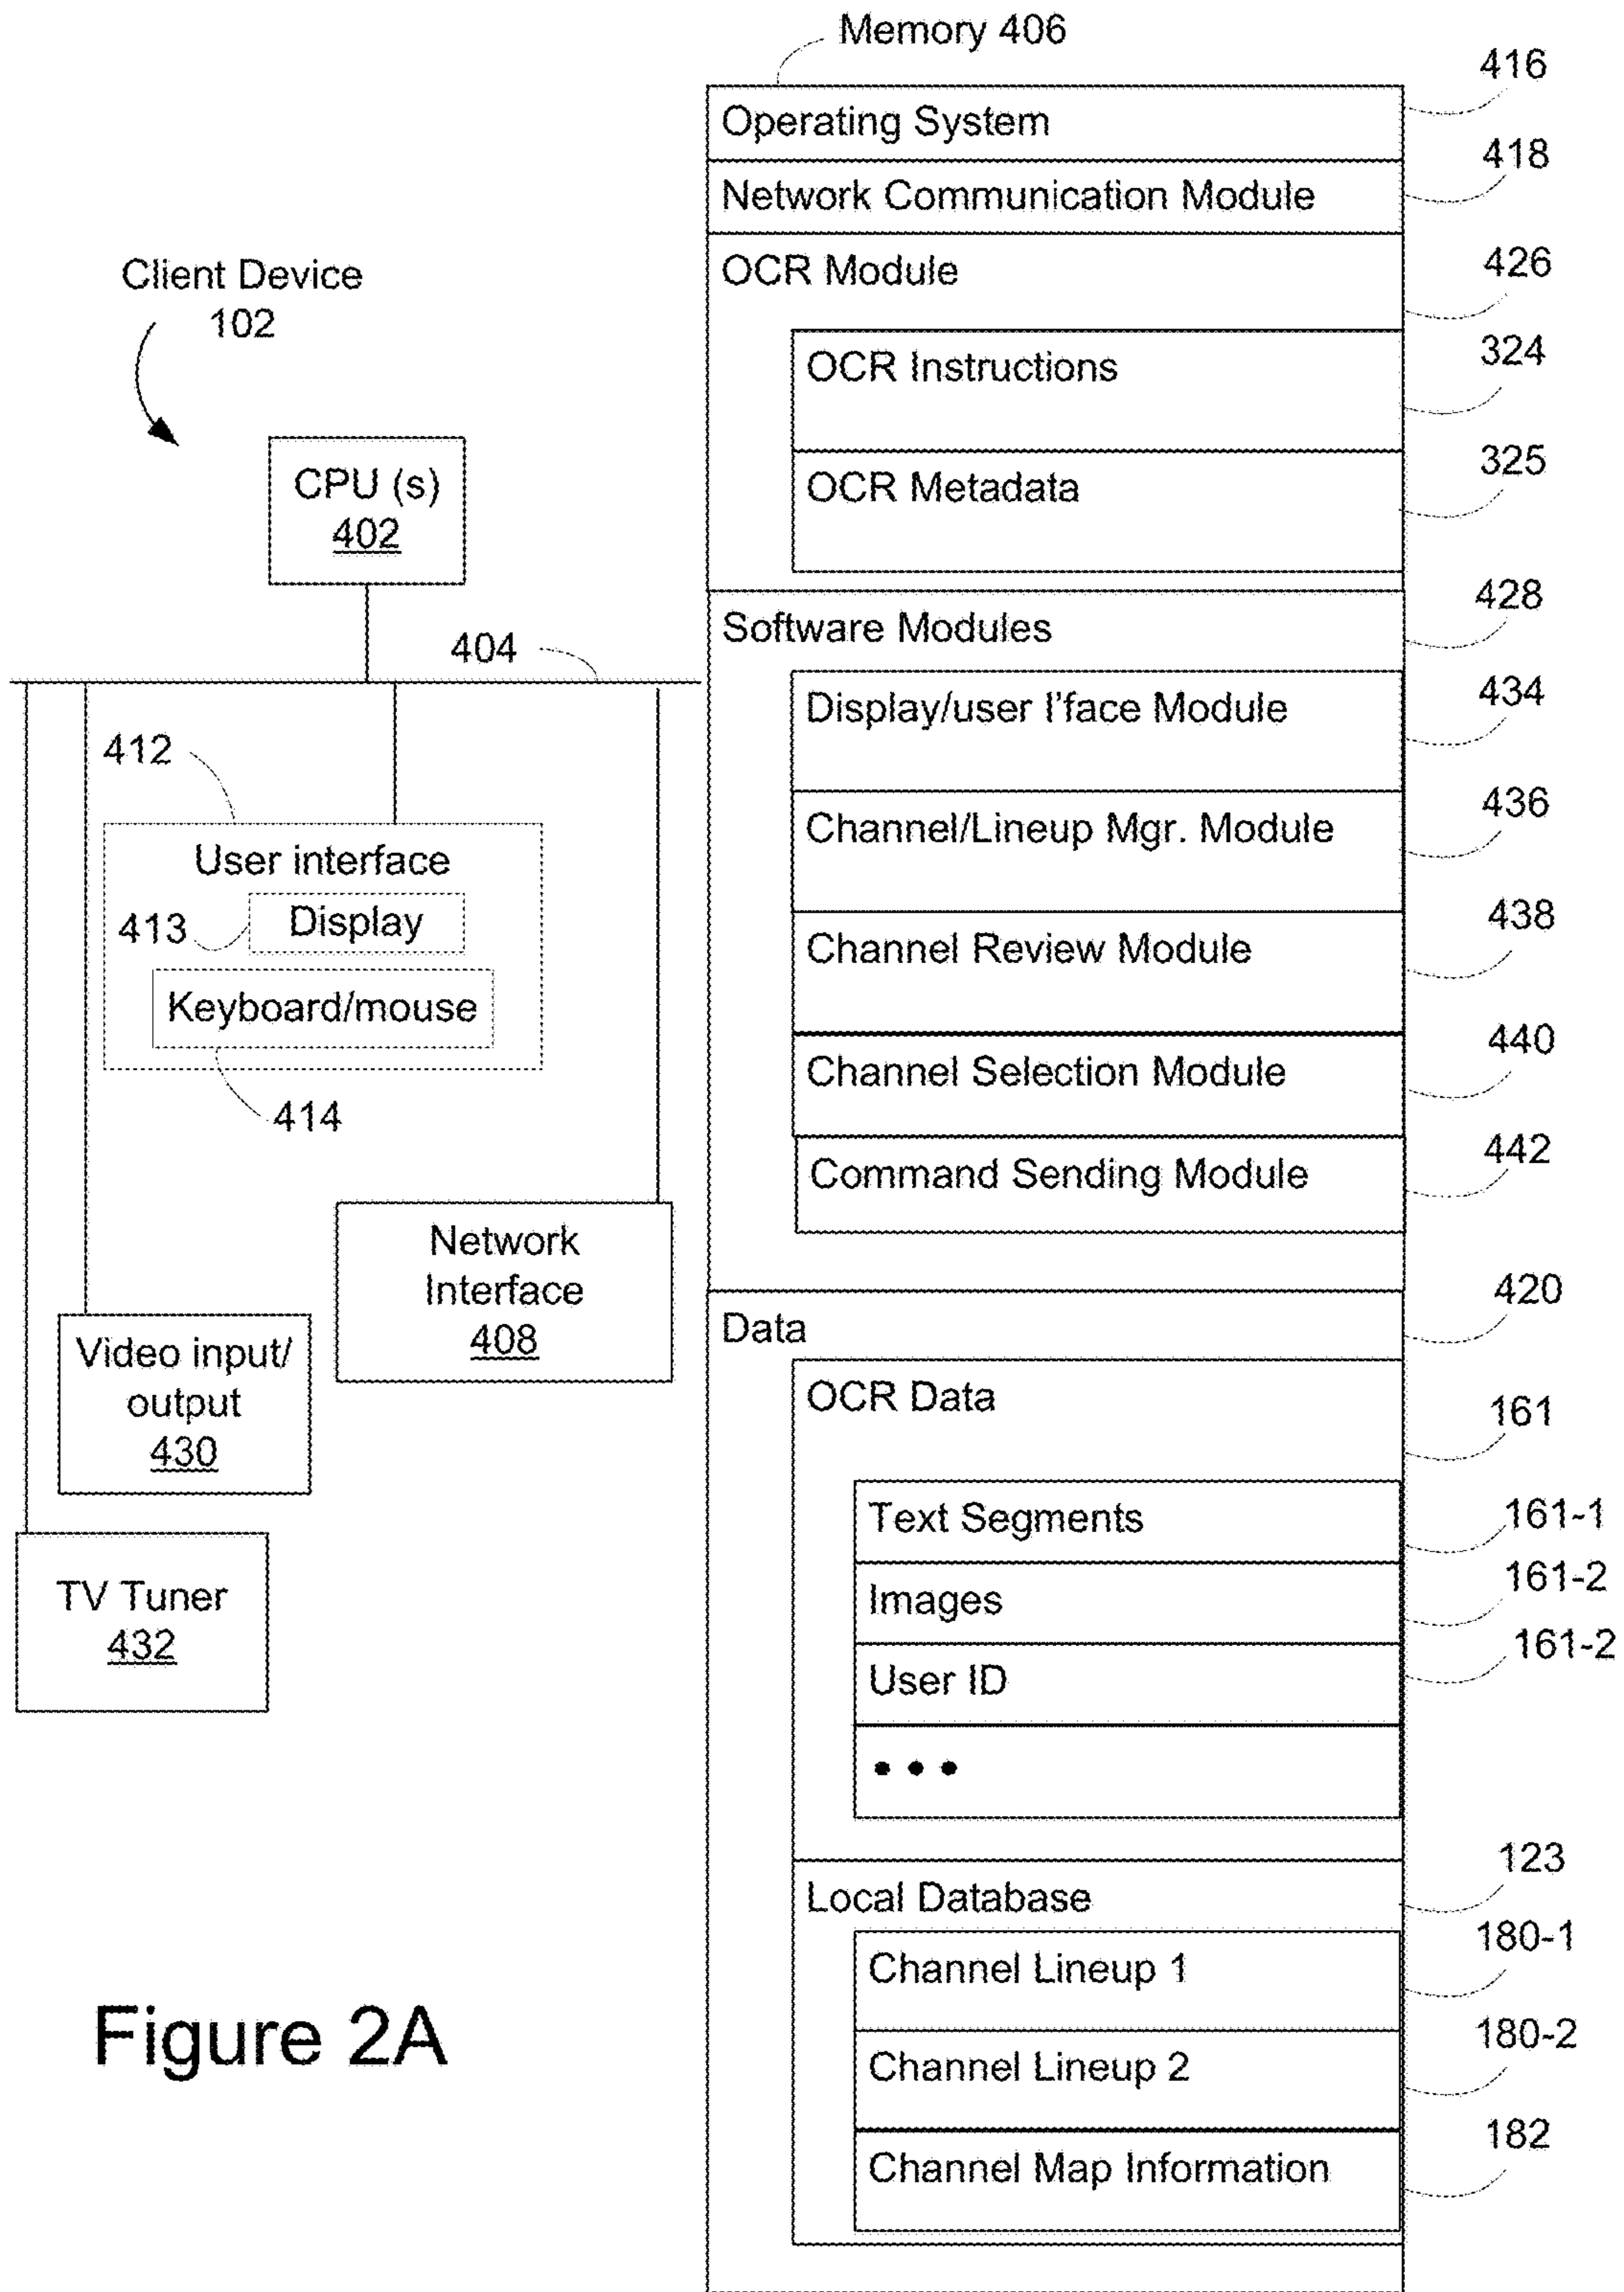 Memory 406
Operating System
416
Network Communication Module
418
OCR Module
426
OCR Instructions
324
OCR Metadata
325
Software Modules
428
Display/user I'face Module
434
Channel/Lineup Mgr. Module
436
Channel Review Module
438
Channel Selection Module
440
Command Sending Module
442
Data
420
OCR Data
161
Text Segments
161-1
Images
161-2
User ID
161-2
• • •
Local Database
123
Channel Lineup 1
180-1
Channel Lineup 2
180-2
Channel Map Information
182
Client Device
102
CPU (s)
402
404
412
User interface
413
Display
Keyboard/mouse
414
Network
Interface
408
Video input/
output
430
TV Tuner
432
Figure 2A